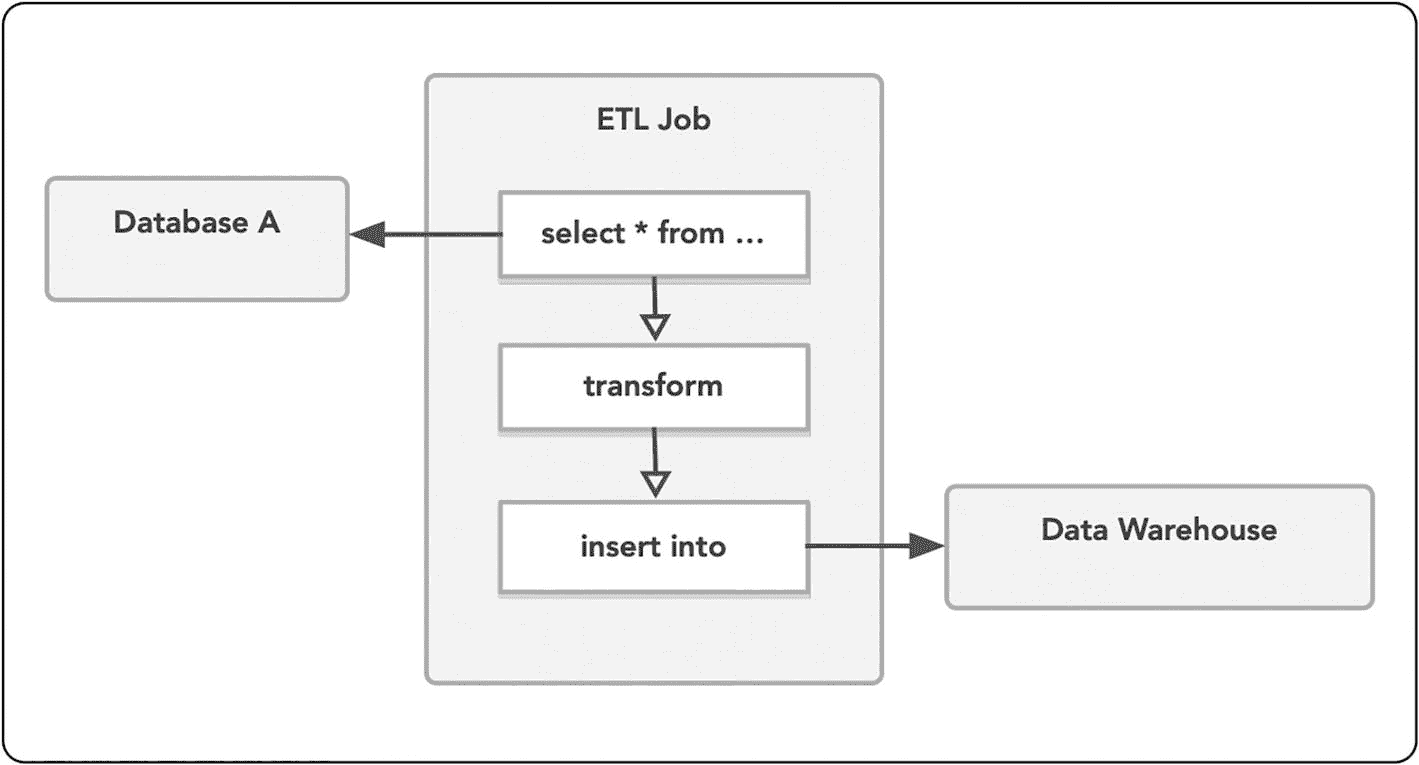 ETL Job
Database A
select * from ...
transform
insert into
Data Warehouse